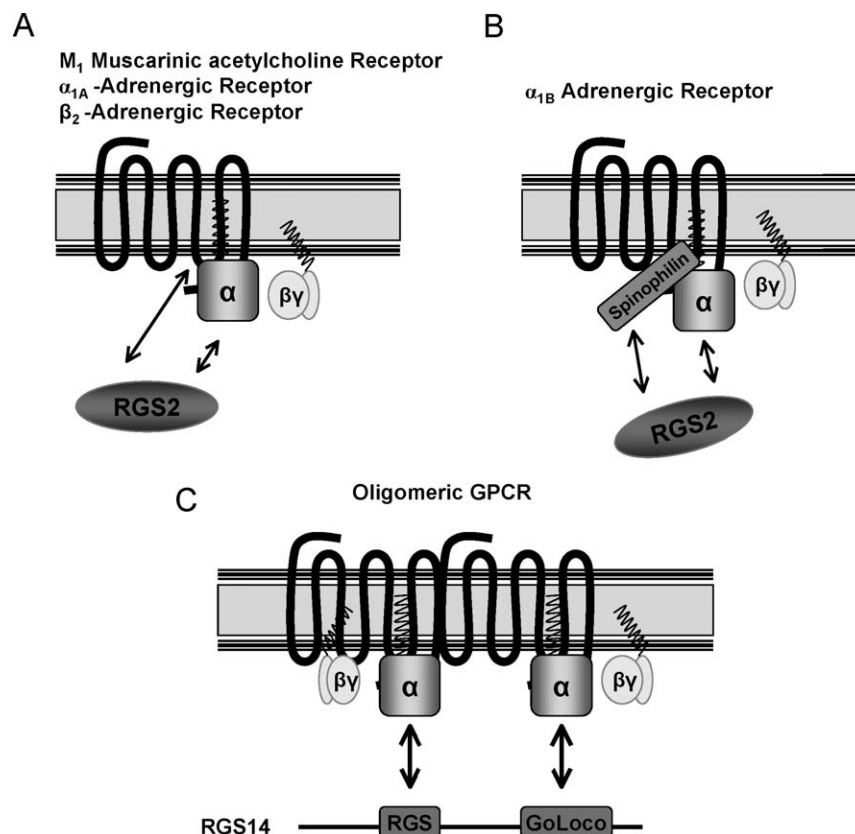 A
M₁ Muscarinic acetylcholine Receptor
α₁A -Adrenergic Receptor
β₂ -Adrenergic Receptor
α
βγ
RGS2
B
α₁B Adrenergic Receptor
Spinophilin
α
βγ
RGS2
C
Oligomeric GPCR
βγ
α
α
βγ
RGS14
RGS
GoLoco